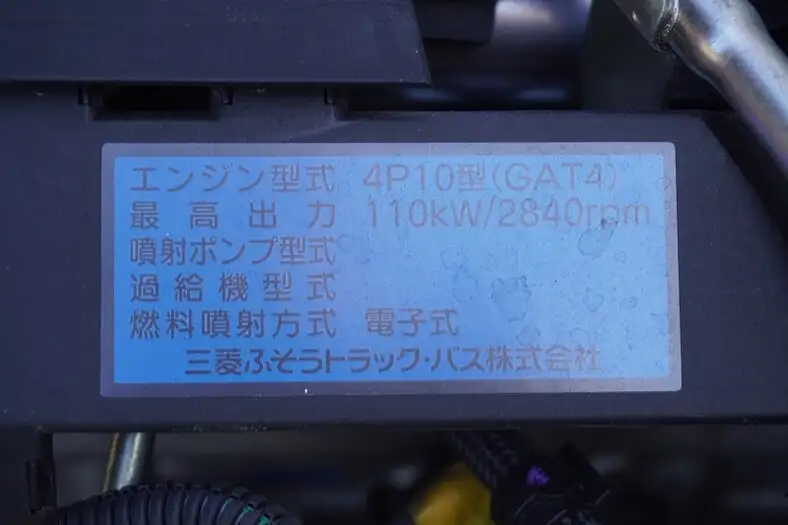 エンジン型式 4P10型(GAT4)
最高出力 110kW/2840rpm
噴射ポンプ型式
過給機型式
燃料噴射方式 電子式
三菱ふそうトラック・バス株式会社